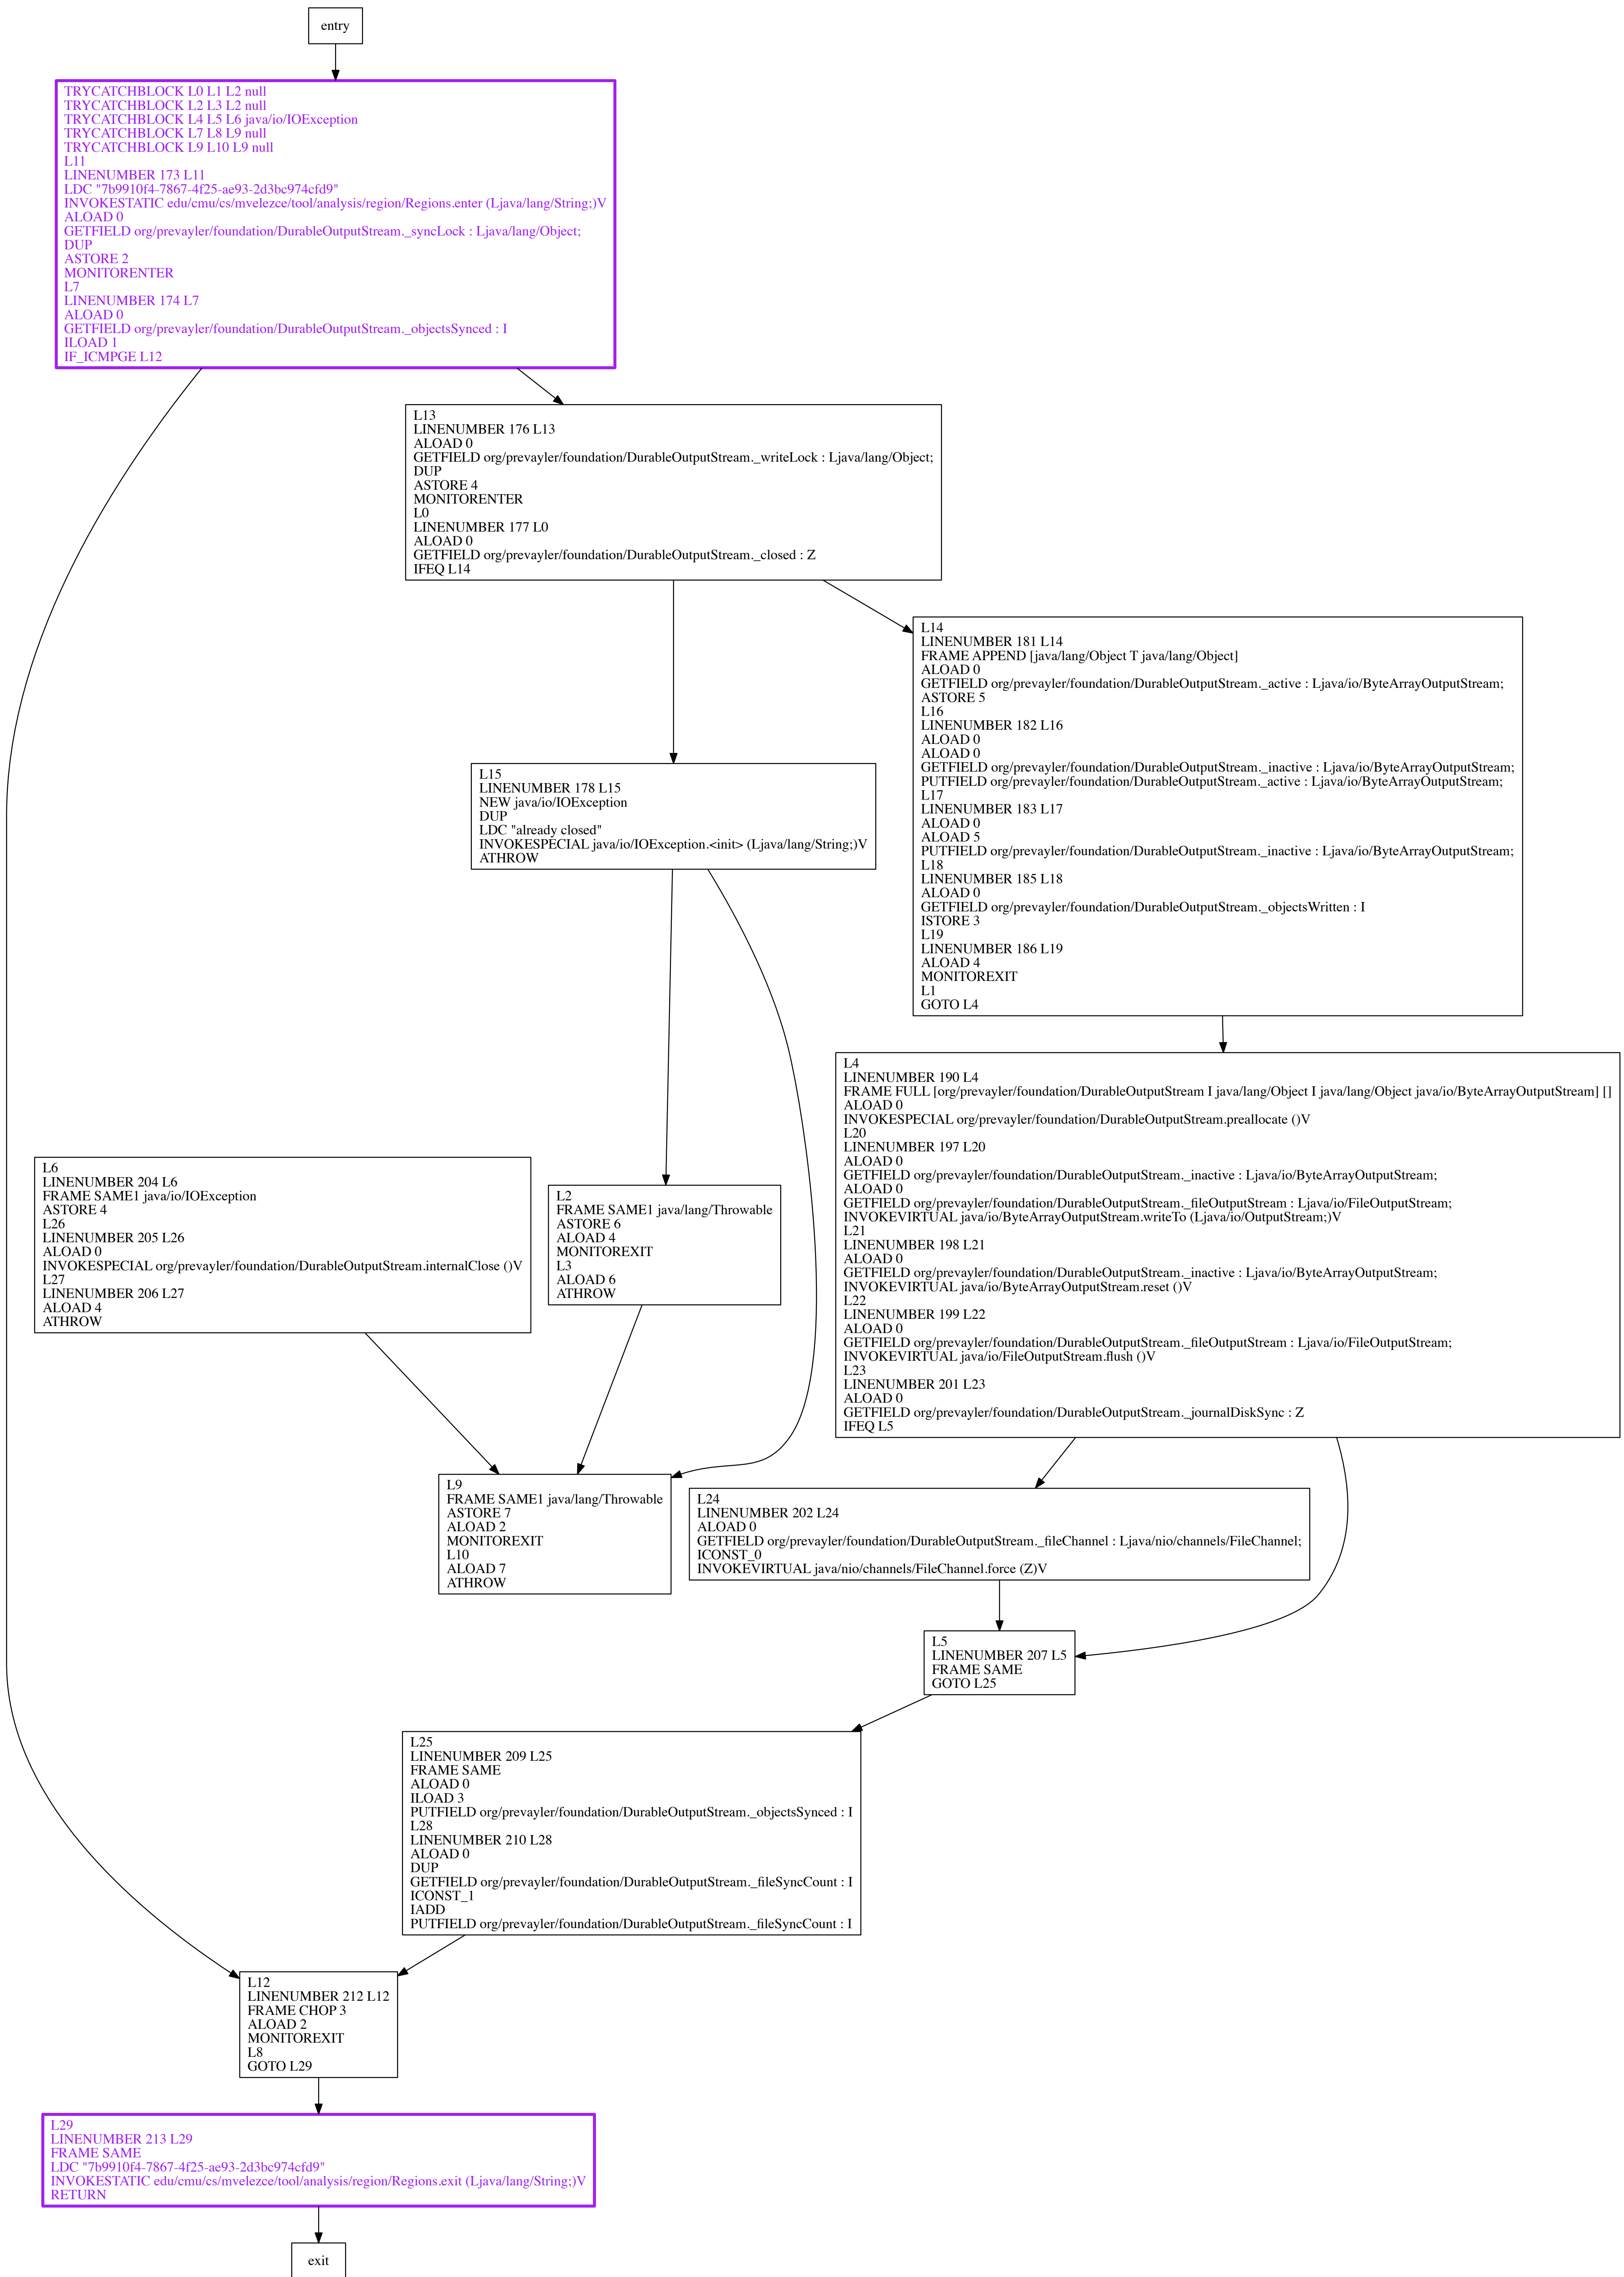 entry
TRYCATCHBLOCK L0 L1 L2 null
TRYCATCHBLOCK L2 L3 L2 null
TRYCATCHBLOCK L4 L5 L6 java/io/IOException
TRYCATCHBLOCK L7 L8 L9 null
TRYCATCHBLOCK L9 L10 L9 null
L11
LINENUMBER 173 L11
LDC "7b9910f4-7867-4f25-ae93-2d3bc974cfd9"
INVOKESTATIC edu/cmu/cs/mvelezce/tool/analysis/region/Regions.enter (Ljava/lang/String;)V
ALOAD 0
GETFIELD org/prevayler/foundation/DurableOutputStream._syncLock : Ljava/lang/Object;
DUP
ASTORE 2
MONITORENTER
L7
LINENUMBER 174 L7
ALOAD 0
GETFIELD org/prevayler/foundation/DurableOutputStream._objectsSynced : I
ILOAD 1
IF_ICMPGE L12
L13
LINENUMBER 176 L13
ALOAD 0
GETFIELD org/prevayler/foundation/DurableOutputStream._writeLock : Ljava/lang/Object;
DUP
ASTORE 4
MONITORENTER
L0
LINENUMBER 177 L0
ALOAD 0
GETFIELD org/prevayler/foundation/DurableOutputStream._closed : Z
IFEQ L14
L14
LINENUMBER 181 L14
FRAME APPEND [java/lang/Object T java/lang/Object]
ALOAD 0
GETFIELD org/prevayler/foundation/DurableOutputStream._active : Ljava/io/ByteArrayOutputStream;
ASTORE 5
L16
LINENUMBER 182 L16
ALOAD 0
ALOAD 0
GETFIELD org/prevayler/foundation/DurableOutputStream._inactive : Ljava/io/ByteArrayOutputStream;
PUTFIELD org/prevayler/foundation/DurableOutputStream._active : Ljava/io/ByteArrayOutputStream;
L17
LINENUMBER 183 L17
ALOAD 0
ALOAD 5
PUTFIELD org/prevayler/foundation/DurableOutputStream._inactive : Ljava/io/ByteArrayOutputStream;
L18
LINENUMBER 185 L18
ALOAD 0
GETFIELD org/prevayler/foundation/DurableOutputStream._objectsWritten : I
ISTORE 3
L19
LINENUMBER 186 L19
ALOAD 4
MONITOREXIT
L1
GOTO L4
L15
LINENUMBER 178 L15
NEW java/io/IOException
DUP
LDC "already closed"
INVOKESPECIAL java/io/IOException.<init> (Ljava/lang/String;)V
ATHROW
L4
LINENUMBER 190 L4
FRAME FULL [org/prevayler/foundation/DurableOutputStream I java/lang/Object I java/lang/Object java/io/ByteArrayOutputStream] []
ALOAD 0
INVOKESPECIAL org/prevayler/foundation/DurableOutputStream.preallocate ()V
L20
LINENUMBER 197 L20
ALOAD 0
GETFIELD org/prevayler/foundation/DurableOutputStream._inactive : Ljava/io/ByteArrayOutputStream;
ALOAD 0
GETFIELD org/prevayler/foundation/DurableOutputStream._fileOutputStream : Ljava/io/FileOutputStream;
INVOKEVIRTUAL java/io/ByteArrayOutputStream.writeTo (Ljava/io/OutputStream;)V
L21
LINENUMBER 198 L21
ALOAD 0
GETFIELD org/prevayler/foundation/DurableOutputStream._inactive : Ljava/io/ByteArrayOutputStream;
INVOKEVIRTUAL java/io/ByteArrayOutputStream.reset ()V
L22
LINENUMBER 199 L22
ALOAD 0
GETFIELD org/prevayler/foundation/DurableOutputStream._fileOutputStream : Ljava/io/FileOutputStream;
INVOKEVIRTUAL java/io/FileOutputStream.flush ()V
L23
LINENUMBER 201 L23
ALOAD 0
GETFIELD org/prevayler/foundation/DurableOutputStream._journalDiskSync : Z
IFEQ L5
L6
LINENUMBER 204 L6
FRAME SAME1 java/io/IOException
ASTORE 4
L26
LINENUMBER 205 L26
ALOAD 0
INVOKESPECIAL org/prevayler/foundation/DurableOutputStream.internalClose ()V
L27
LINENUMBER 206 L27
ALOAD 4
ATHROW
L2
FRAME SAME1 java/lang/Throwable
ASTORE 6
ALOAD 4
MONITOREXIT
L3
ALOAD 6
ATHROW
L9
FRAME SAME1 java/lang/Throwable
ASTORE 7
ALOAD 2
MONITOREXIT
L10
ALOAD 7
ATHROW
L24
LINENUMBER 202 L24
ALOAD 0
GETFIELD org/prevayler/foundation/DurableOutputStream._fileChannel : Ljava/nio/channels/FileChannel;
ICONST_0
INVOKEVIRTUAL java/nio/channels/FileChannel.force (Z)V
L5
LINENUMBER 207 L5
FRAME SAME
GOTO L25
L25
LINENUMBER 209 L25
FRAME SAME
ALOAD 0
ILOAD 3
PUTFIELD org/prevayler/foundation/DurableOutputStream._objectsSynced : I
L28
LINENUMBER 210 L28
ALOAD 0
DUP
GETFIELD org/prevayler/foundation/DurableOutputStream._fileSyncCount : I
ICONST_1
IADD
PUTFIELD org/prevayler/foundation/DurableOutputStream._fileSyncCount : I
L12
LINENUMBER 212 L12
FRAME CHOP 3
ALOAD 2
MONITOREXIT
L8
GOTO L29
L29
LINENUMBER 213 L29
FRAME SAME
LDC "7b9910f4-7867-4f25-ae93-2d3bc974cfd9"
INVOKESTATIC edu/cmu/cs/mvelezce/tool/analysis/region/Regions.exit (Ljava/lang/String;)V
RETURN
exit